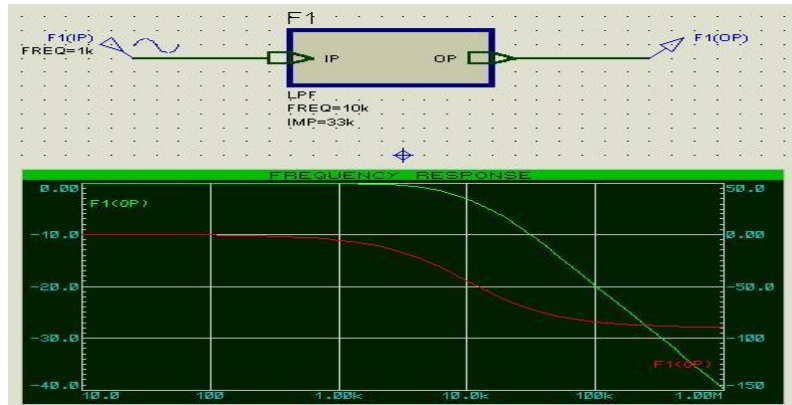 F1
F1(IP)
FREQ=1k
IP
OP
F1(OP)
LPF
FREQ=10k
IMP=33k
FREQUENCY RESPONSE
0.00
50.0
F1(OP)
-10.0
0.00
-20.0
-50.0
-30.0
-100
F1(OP)
-40.0
-150
10.0
100
1.00k
10.0k
100k
1.00M